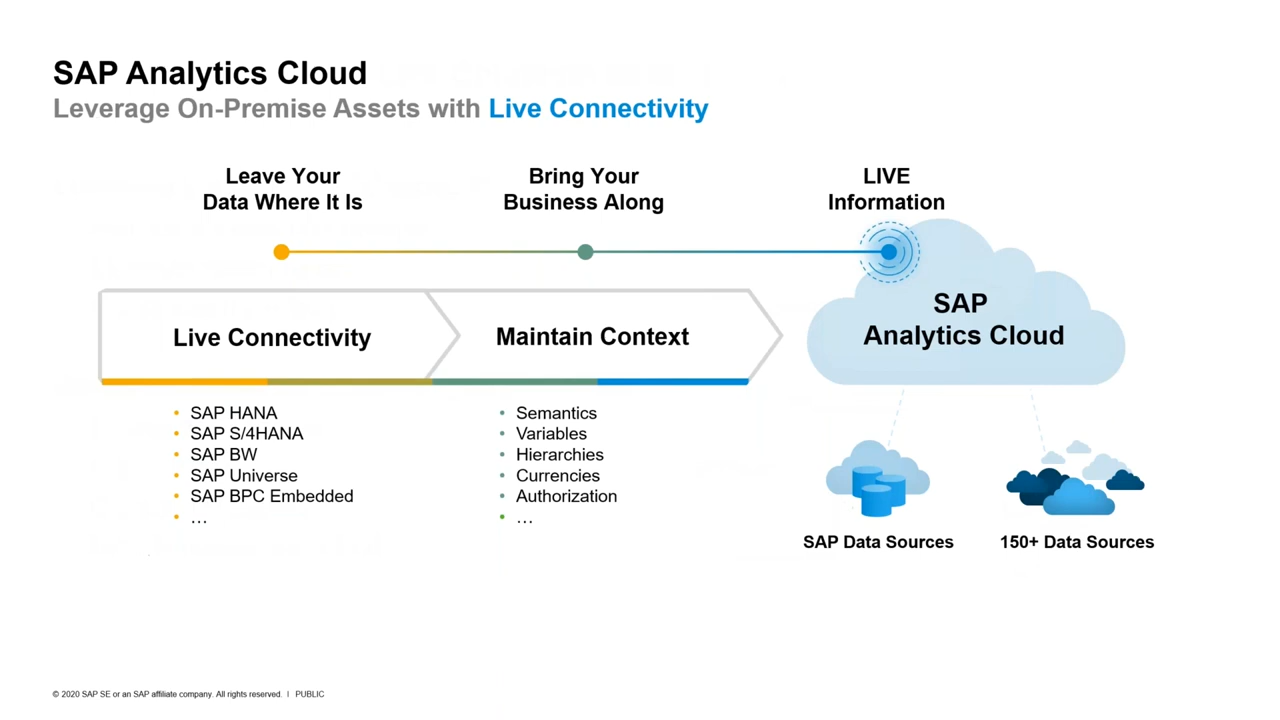 SAP Analytics Cloud
Leverage On-Premise Assets with Live Connectivity
Leave Your
Data Where It Is
Bring Your
Business Along
LIVE
Information
Live Connectivity
Maintain Context
SAP
Analytics Cloud
• SAP HANA
• SAP S/4HANA
• SAP BW
• SAP Universe
• SAP BPC Embedded
• …
• Semantics
• Variables
• Hierarchies
• Currencies
• Authorization
• …
SAP Data Sources
150+ Data Sources
© 2020 SAP SE or an SAP affiliate company. All rights reserved. | PUBLIC